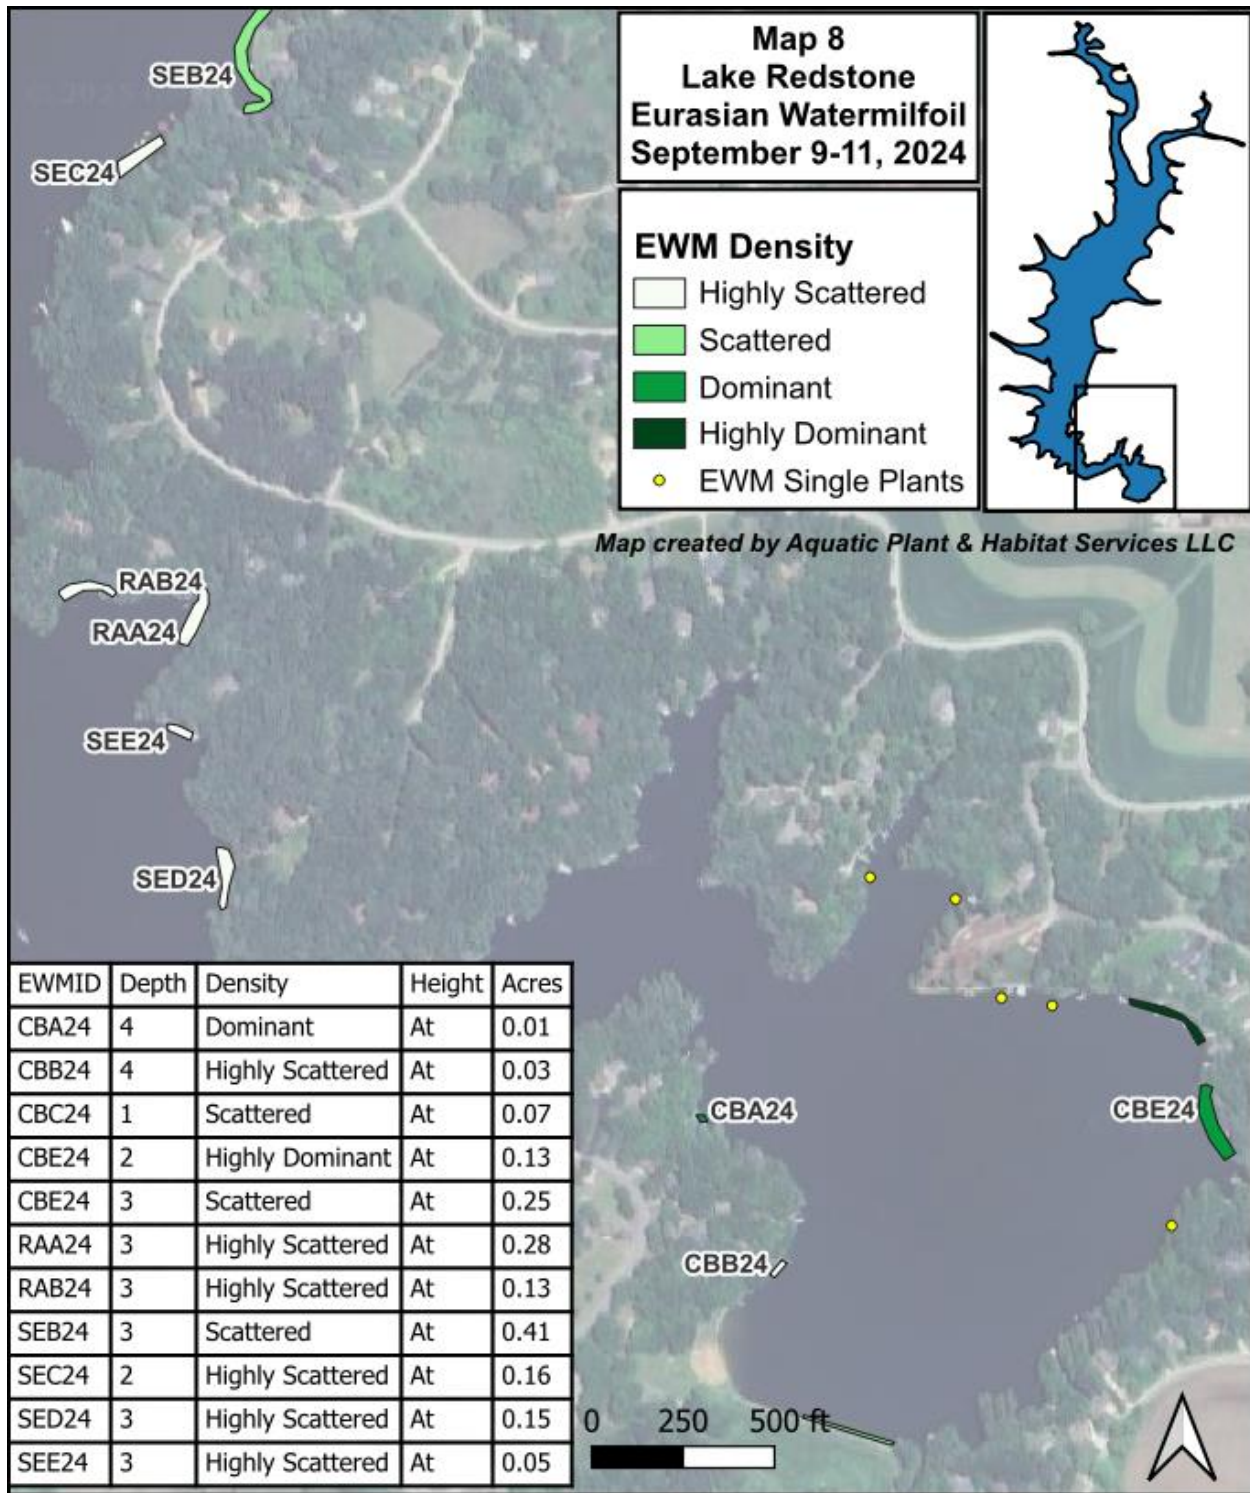 Map 8
Lake Redstone
Eurasian Watermilfoil
September 9-11, 2024
EWM Density
Highly Scattered
Scattered
Dominant
Highly Dominant
EWM Single Plants
Map created by Aquatic Plant & Habitat Services LLC
SEB24
SEC24
RAB24
RAA24
SEE24
SED24
CBA24
CBE24
CBB24
EWMID Depth Density Height Acres
CBA24 4 Dominant At 0.01
CBB24 4 Highly Scattered At 0.03
CBC24 1 Scattered At 0.07
CBE24 2 Highly Dominant At 0.13
CBE24 3 Scattered At 0.25
RAA24 3 Highly Scattered At 0.28
RAB24 3 Highly Scattered At 0.13
SEB24 3 Scattered At 0.41
SEC24 2 Highly Scattered At 0.16
SED24 3 Highly Scattered At 0.15
SEE24 3 Highly Scattered At 0.05
0 250 500 ft